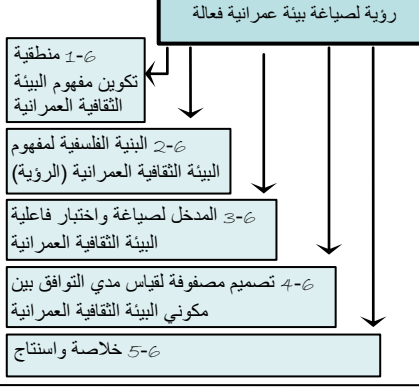 رؤية لصياغة بيئة عمرانية فعالة
6-1 منطقية
تكوين مفهوم البيئة
الثقافية العمرانية
6-2 البنية الفلسفية لمفهوم
البيئة الثقافية العمرانية (الرؤية)
6-3 المدخل لصياغة واختبار فاعلية
البيئة الثقافية العمرانية
6-4 تصميم مصفوفة لقياس مدي التوافق بين
مكوني البيئة الثقافية العمرانية
6-5 خلاصة واسنتاج